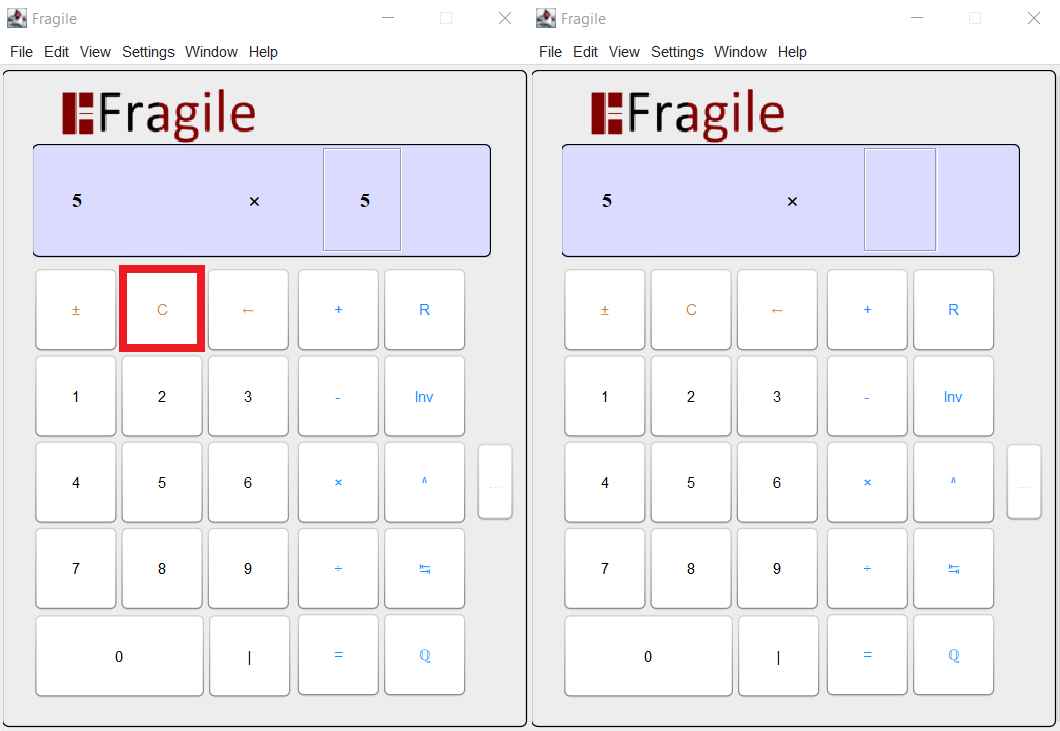 Fragile
File Edit View Settings Window Help
Fragile
5 × 5
± C ← + R
1 2 3 - Inv
4 5 6 × ^
...
7 8 9 ÷ ↹
0 | = ℚ
Fragile
File Edit View Settings Window Help
Fragile
5 ×
± C ← + R
1 2 3 - Inv
4 5 6 × ^
...
7 8 9 ÷ ↹
0 | = ℚ